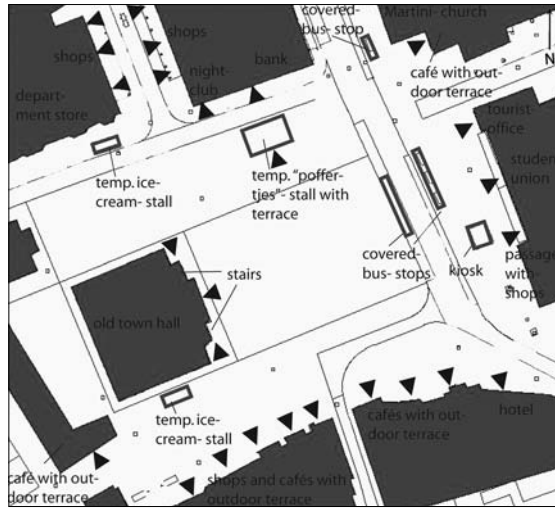 covered-
bus- stop
Martini- church
N
shops
shops
bank
night-
club
café with out-
door terrace
depart-
ment store
tourist-
office
student
union
temp. ice-
cream- stall
temp. "poffer-
tjes"- stall with
terrace
covered-
bus- stops
kiosk
passage
with-
shops
stairs
old town hall
temp. ice-
cream- stall
cafés with out-
door terrace
hotel
café with out-
door terrace
shops and cafés with
outdoor terrace